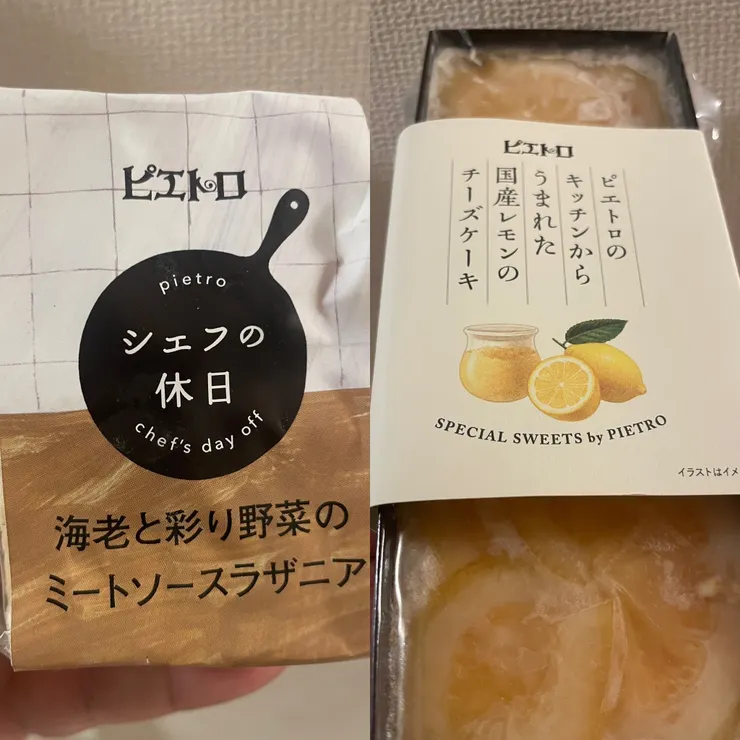 ピエトロ
pietro
シェフの
休日
chef's day off
海老と彩り野菜の
ミートソースラザニア
ピエトロ
ピエトロの
キッチンから
うまれた
国産レモンの
チーズケーキ
SPECIAL SWEETS by PIETRO
イラストはイメ